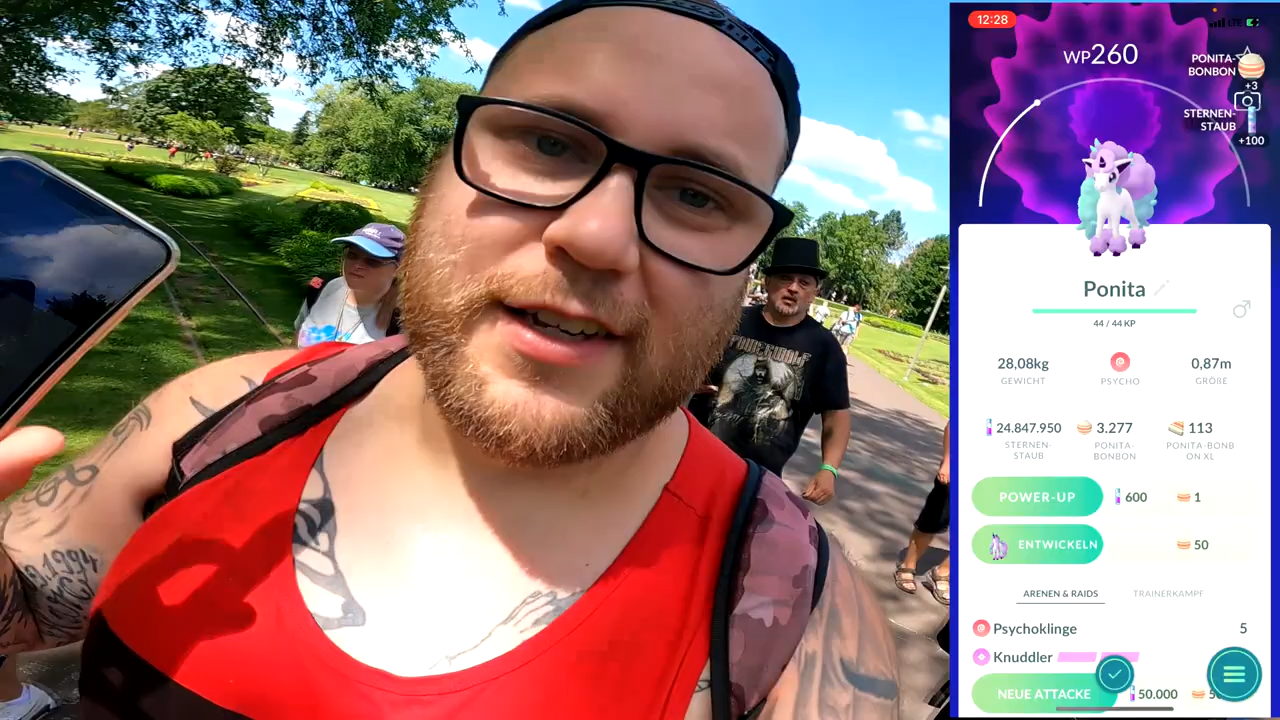 12:28
LTE
WP260
PONITA-
BONBON
+3
STERNEN-
STAUB
+100
Ponita
44 / 44 KP
28,08kg
GEWICHT
PSYCHO
0,87m
GRÖßE
24.847.950
STERNEN-
STAUB
3.277
PONITA-
BONBON
113
PONITA-BONB
ON XL
POWER-UP
600
1
ENTWICKELN
50
ARENEN & RAIDS
TRAINERKAMPF
Psychoklinge
5
Knuddler
NEUE ATTACKE
50.000